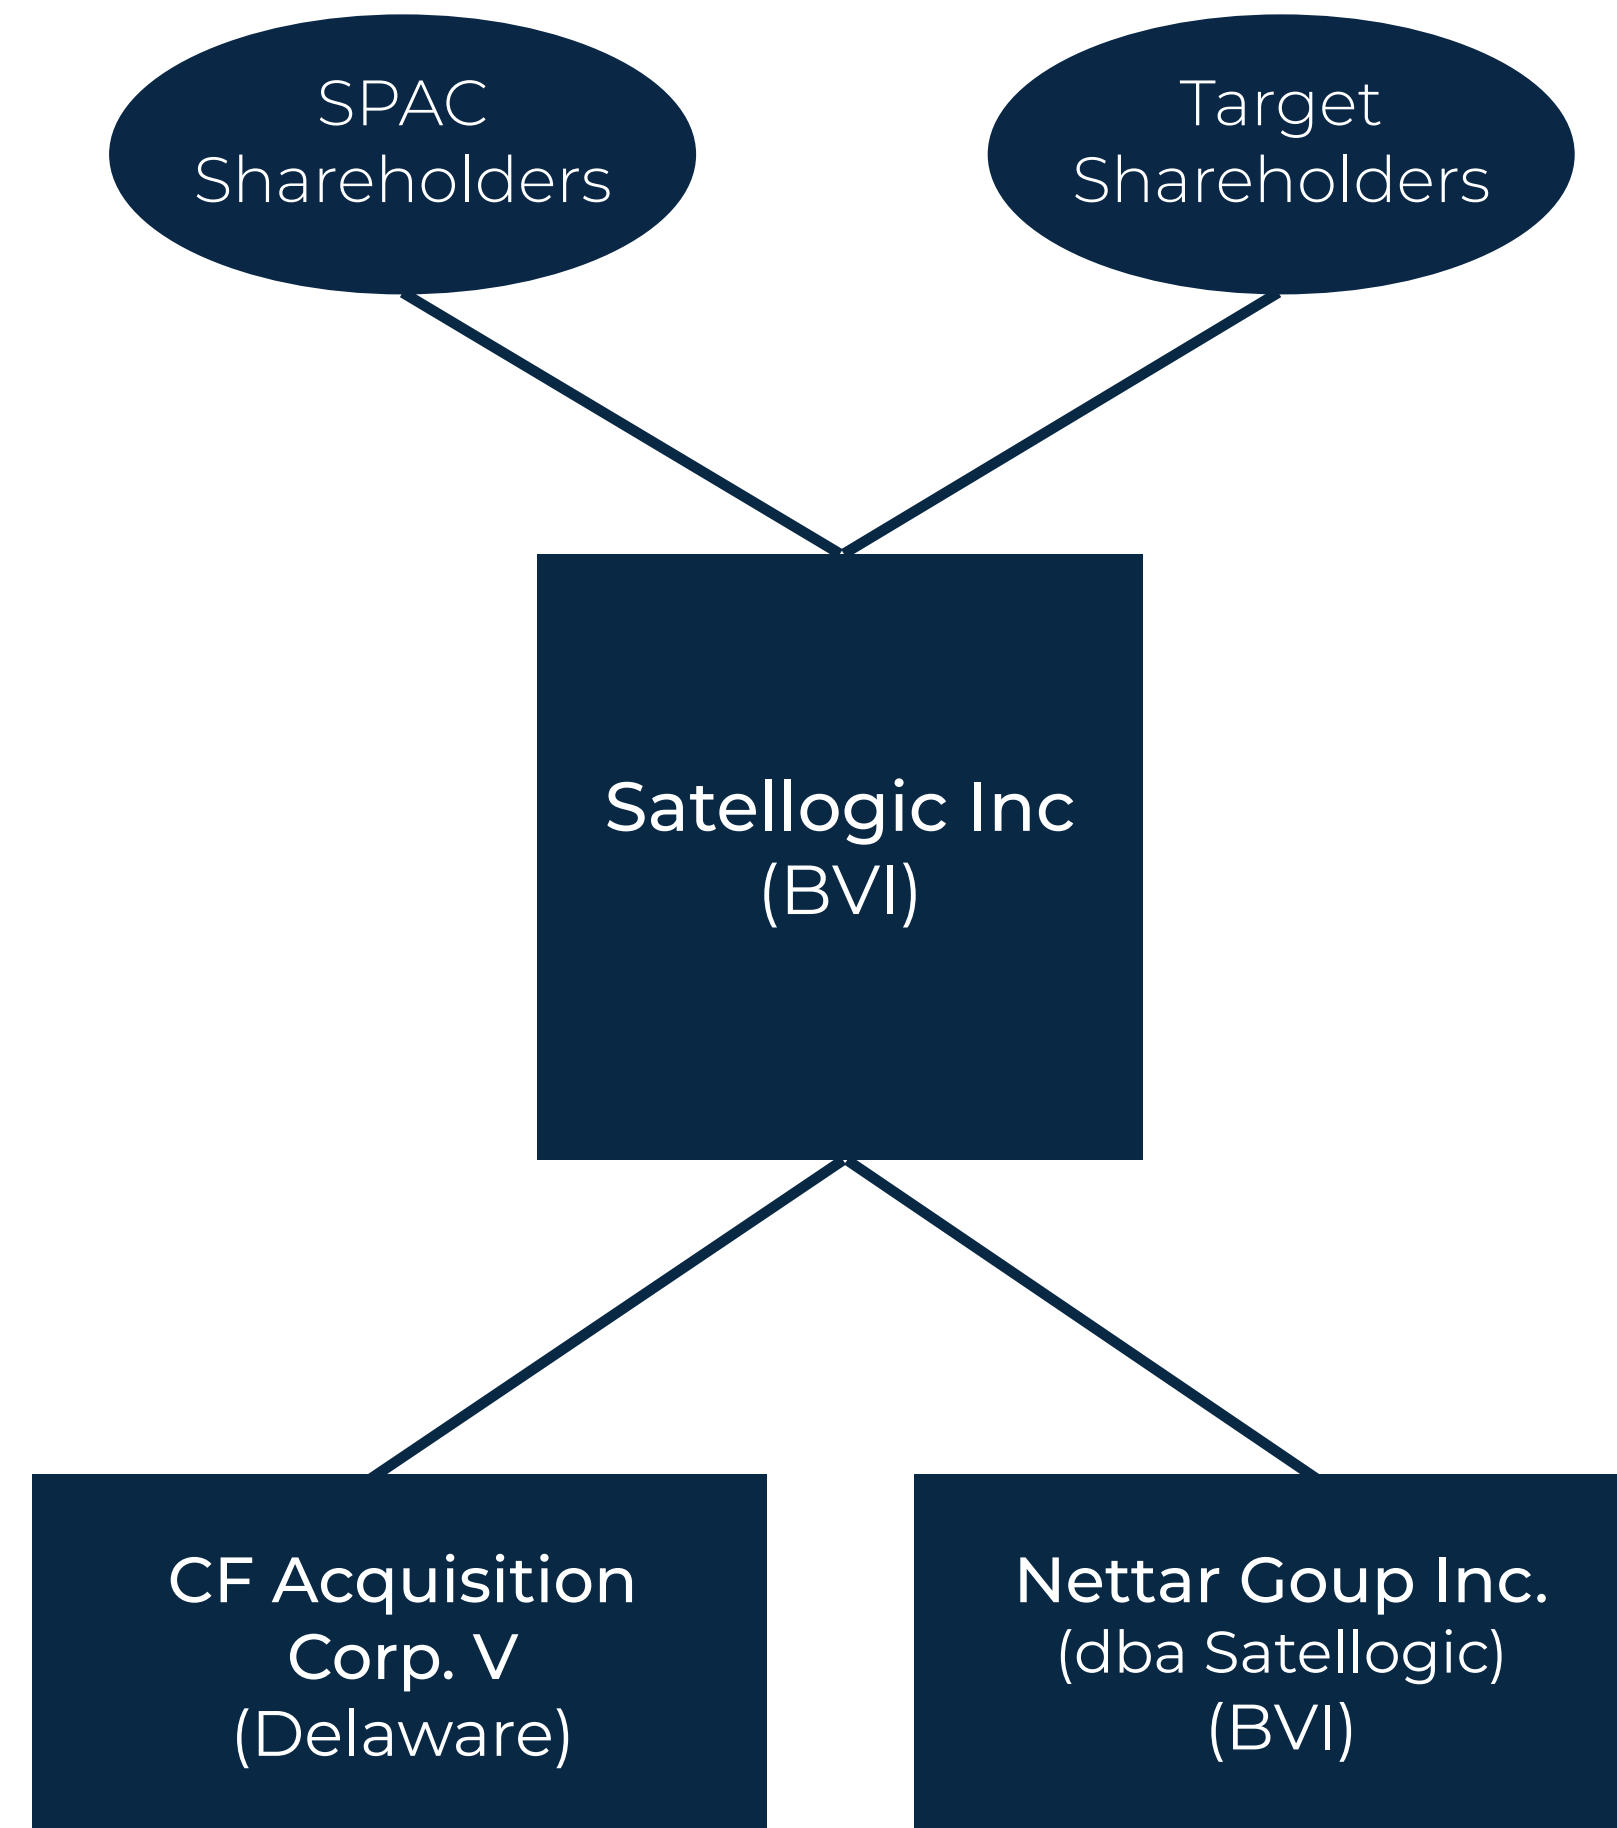 SPAC
Shareholders
Target
Shareholders
Satellogic Inc
(BVI)
CF Acquisition
Corp. V
(Delaware)
Nettar Goup Inc.
(dba Satellogic)
(BVI)